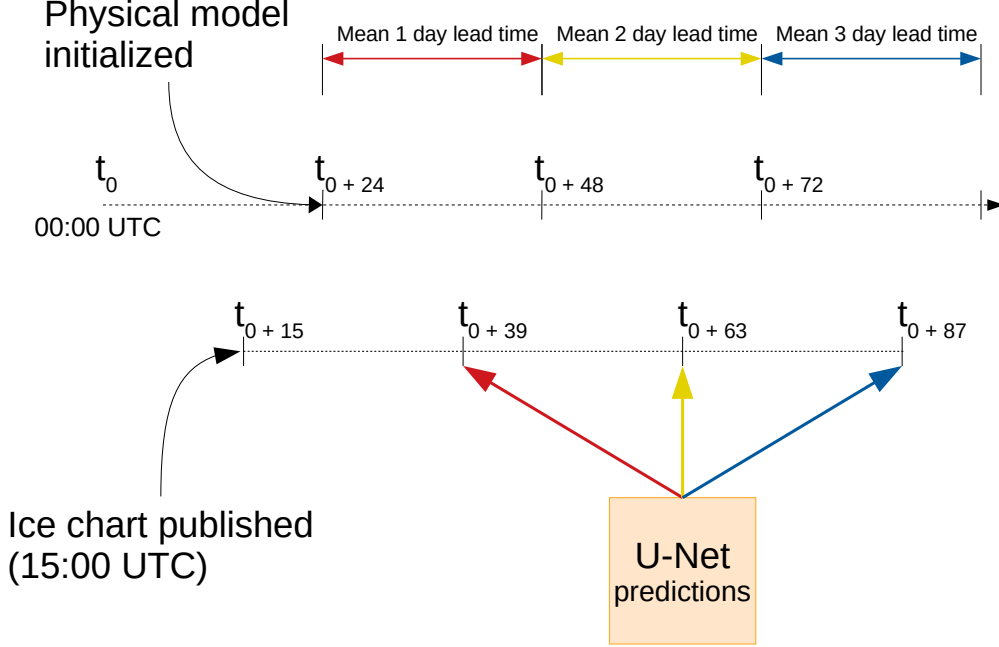 Physical model
initialized
Mean 1 day lead time
Mean 2 day lead time
Mean 3 day lead time
t0
t0 + 24
t0 + 48
t0 + 72
00:00 UTC
t0 + 15
t0 + 39
t0 + 63
t0 + 87
Ice chart published
(15:00 UTC)
U-Net
predictions